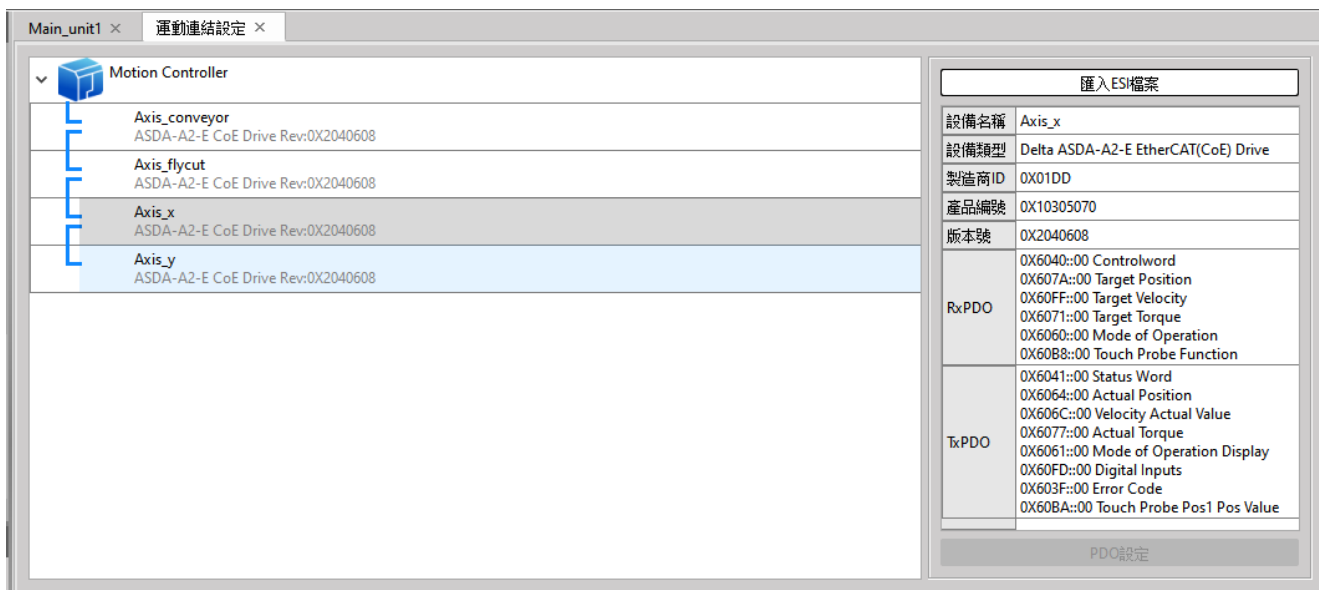 Main_unit1 ×
運動連結設定 ×
Motion Controller
Axis_conveyor
ASDA-A2-E CoE Drive Rev:0X2040608
Axis_flycut
ASDA-A2-E CoE Drive Rev:0X2040608
Axis_x
ASDA-A2-E CoE Drive Rev:0X2040608
Axis_y
ASDA-A2-E CoE Drive Rev:0X2040608
匯入ESI檔案
設備名稱 Axis_x
設備類型 Delta ASDA-A2-E EtherCAT(CoE) Drive
製造商ID 0X01DD
產品編號 0X10305070
版本號 0X2040608
RxPDO
0X6040::00 Controlword
0X607A::00 Target Position
0X60FF::00 Target Velocity
0X6071::00 Target Torque
0X6060::00 Mode of Operation
0X60B8::00 Touch Probe Function
TxPDO
0X6041::00 Status Word
0X6064::00 Actual Position
0X606C::00 Velocity Actual Value
0X6077::00 Actual Torque
0X6061::00 Mode of Operation Display
0X60FD::00 Digital Inputs
0X603F::00 Error Code
0X60BA::00 Touch Probe Pos1 Pos Value
PDO設定